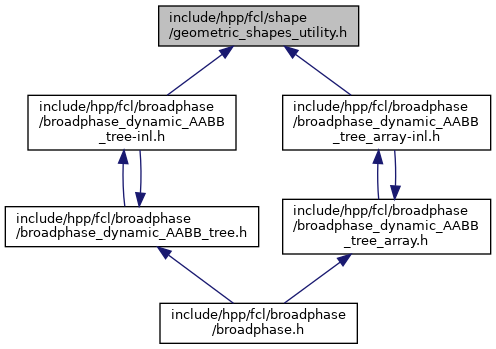 include/hpp/fcl/shape
/geometric_shapes_utility.h
include/hpp/fcl/broadphase
/broadphase_dynamic_AABB
_tree-inl.h
include/hpp/fcl/broadphase
/broadphase_dynamic_AABB
_tree_array-inl.h
include/hpp/fcl/broadphase
/broadphase_dynamic_AABB_tree.h
include/hpp/fcl/broadphase
/broadphase_dynamic_AABB
_tree_array.h
include/hpp/fcl/broadphase
/broadphase.h